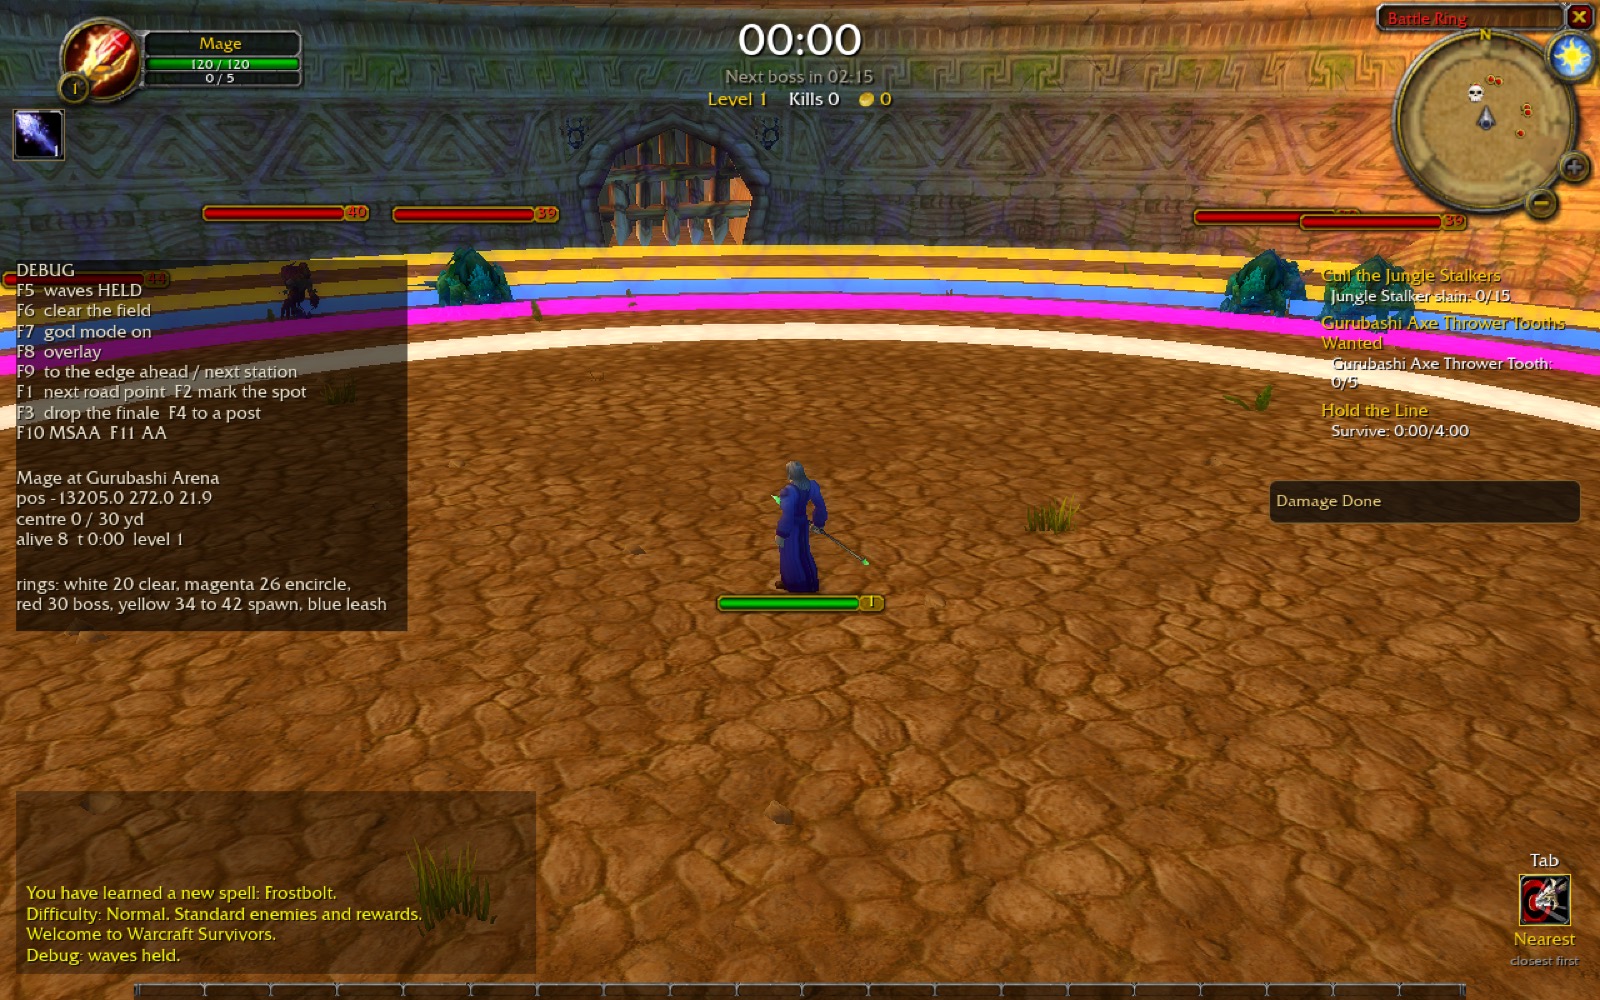 Mage
120 / 120
0 / 5
1
1
00:00
Next boss in 02:15
Level 1 Kills 0 0
Battle Ring
N
40
39
39
44
DEBUG
F5 waves HELD
F6 clear the field
F7 god mode on
F8 overlay
F9 to the edge ahead / next station
F1 next road point F2 mark the spot
F3 drop the finale F4 to a post
F10 MSAA F11 AA
Mage at Gurubashi Arena
pos -13205.0 272.0 21.9
centre 0 / 30 yd
alive 8 t 0:00 level 1
rings: white 20 clear, magenta 26 encircle,
red 30 boss, yellow 34 to 42 spawn, blue leash
Cull the Jungle Stalkers
Jungle Stalker slain: 0/15
Gurubashi Axe Thrower Tooths
Wanted
Gurubashi Axe Thrower Tooth:
0/5
Hold the Line
Survive: 0:00/4:00
Damage Done
1
You have learned a new spell: Frostbolt.
Difficulty: Normal. Standard enemies and rewards.
Welcome to Warcraft Survivors.
Debug: waves held.
Tab
Nearest
closest first